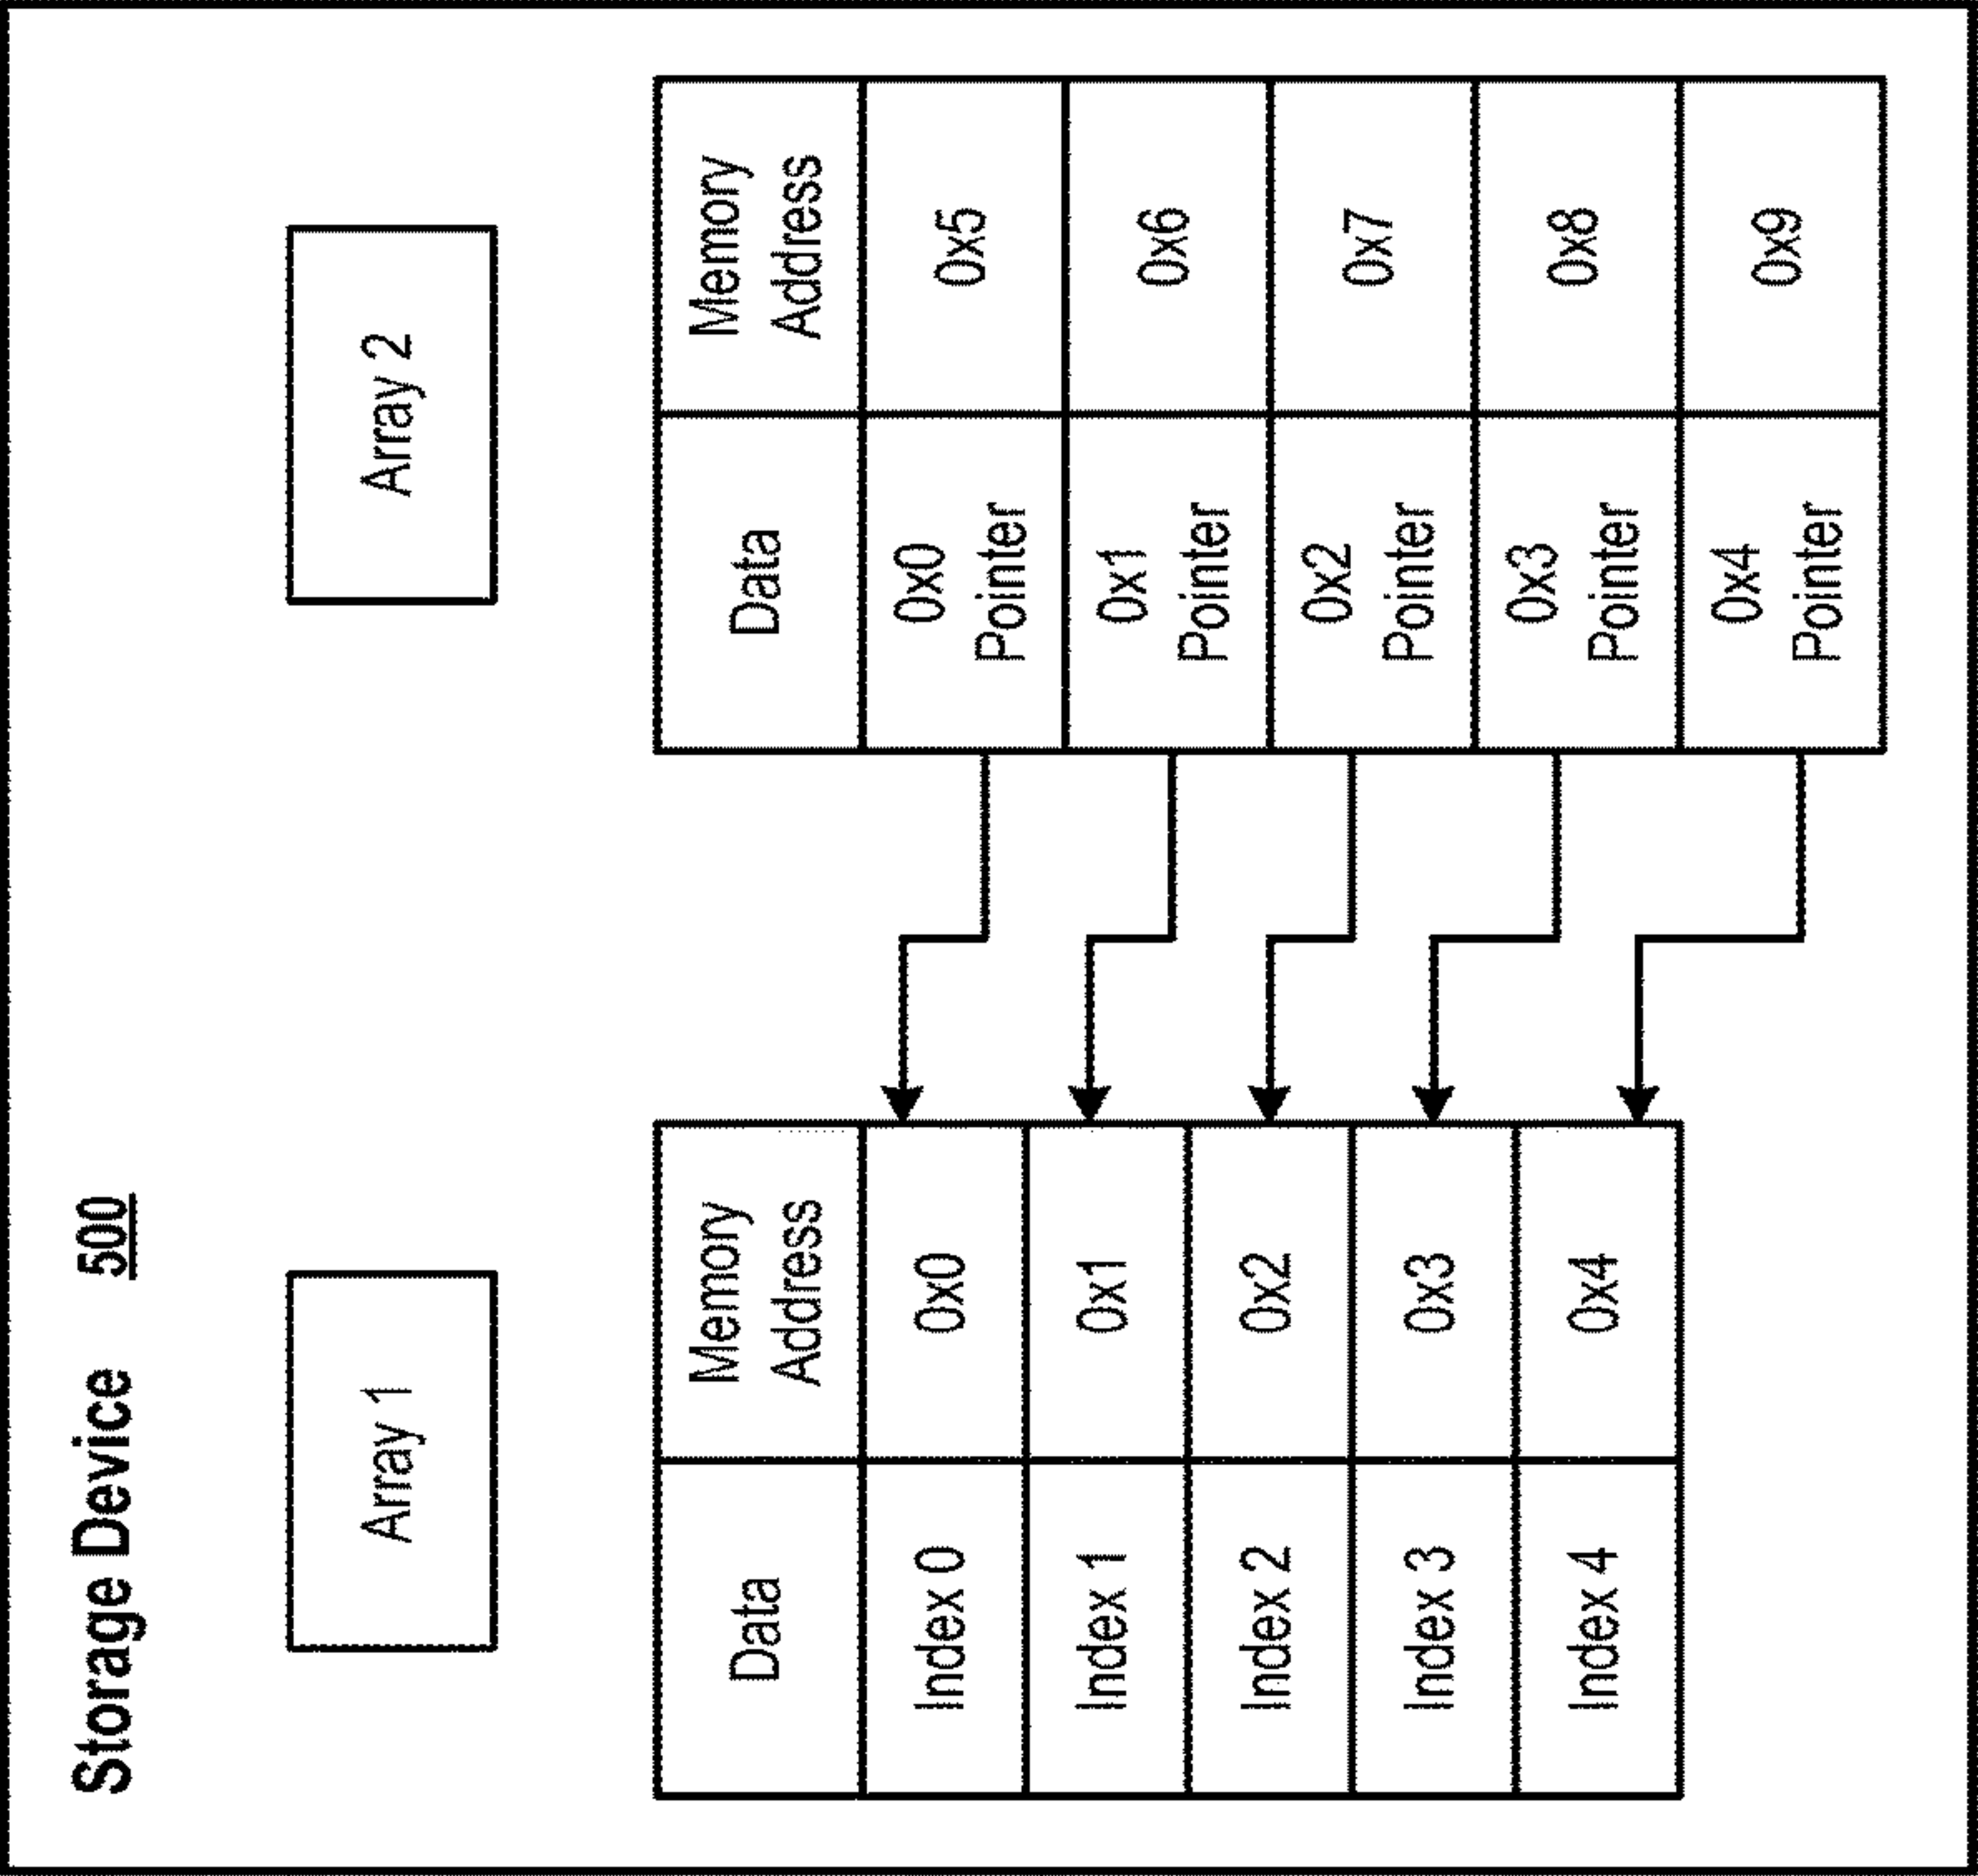 Storage Device 500
Array 1
Array 2
Data Memory Address
Index 0 0x0
Index 1 0x1
Index 2 0x2
Index 3 0x3
Index 4 0x4
Data Memory Address
0x0 Pointer 0x5
0x1 Pointer 0x6
0x2 Pointer 0x7
0x3 Pointer 0x8
0x4 Pointer 0x9